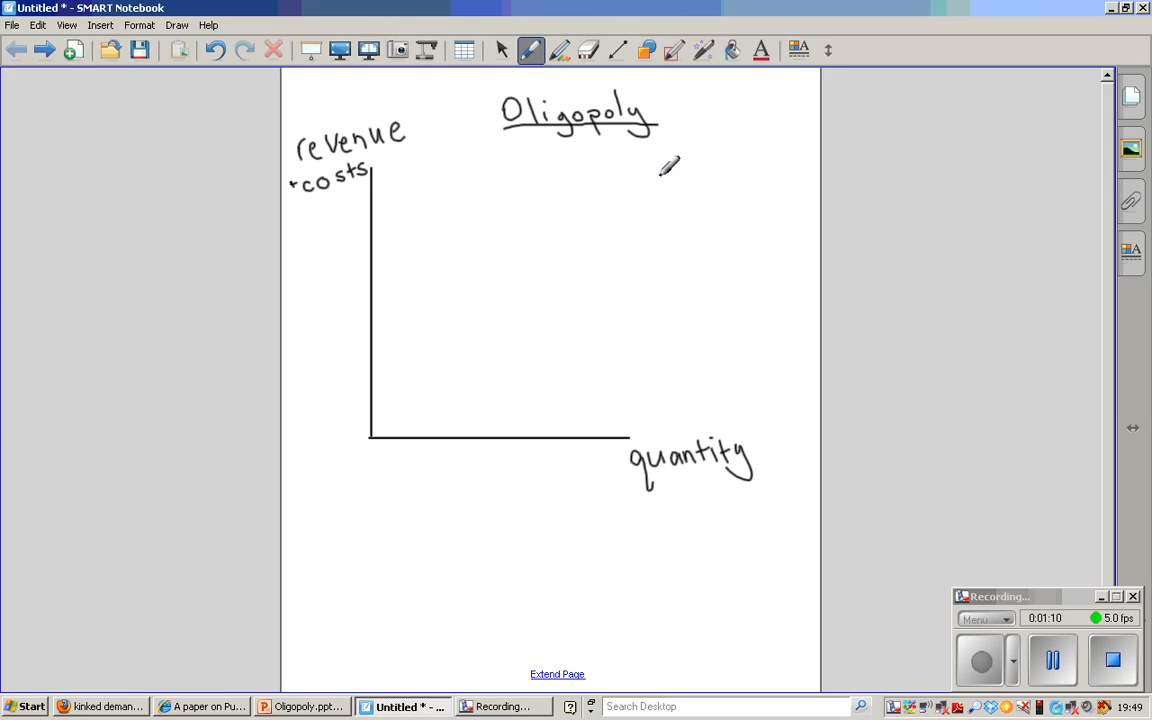 Untitled * - SMART Notebook
File Edit View Insert Format Draw Help
Oligopoly
revenue
+costs
quantity
Extend Page
Recording...
Menu 0:01:10 5.0 fps
Start kinked deman... A paper on Pu... Oligopoly.ppt... Untitled * - ... Recording... Search Desktop 19:49